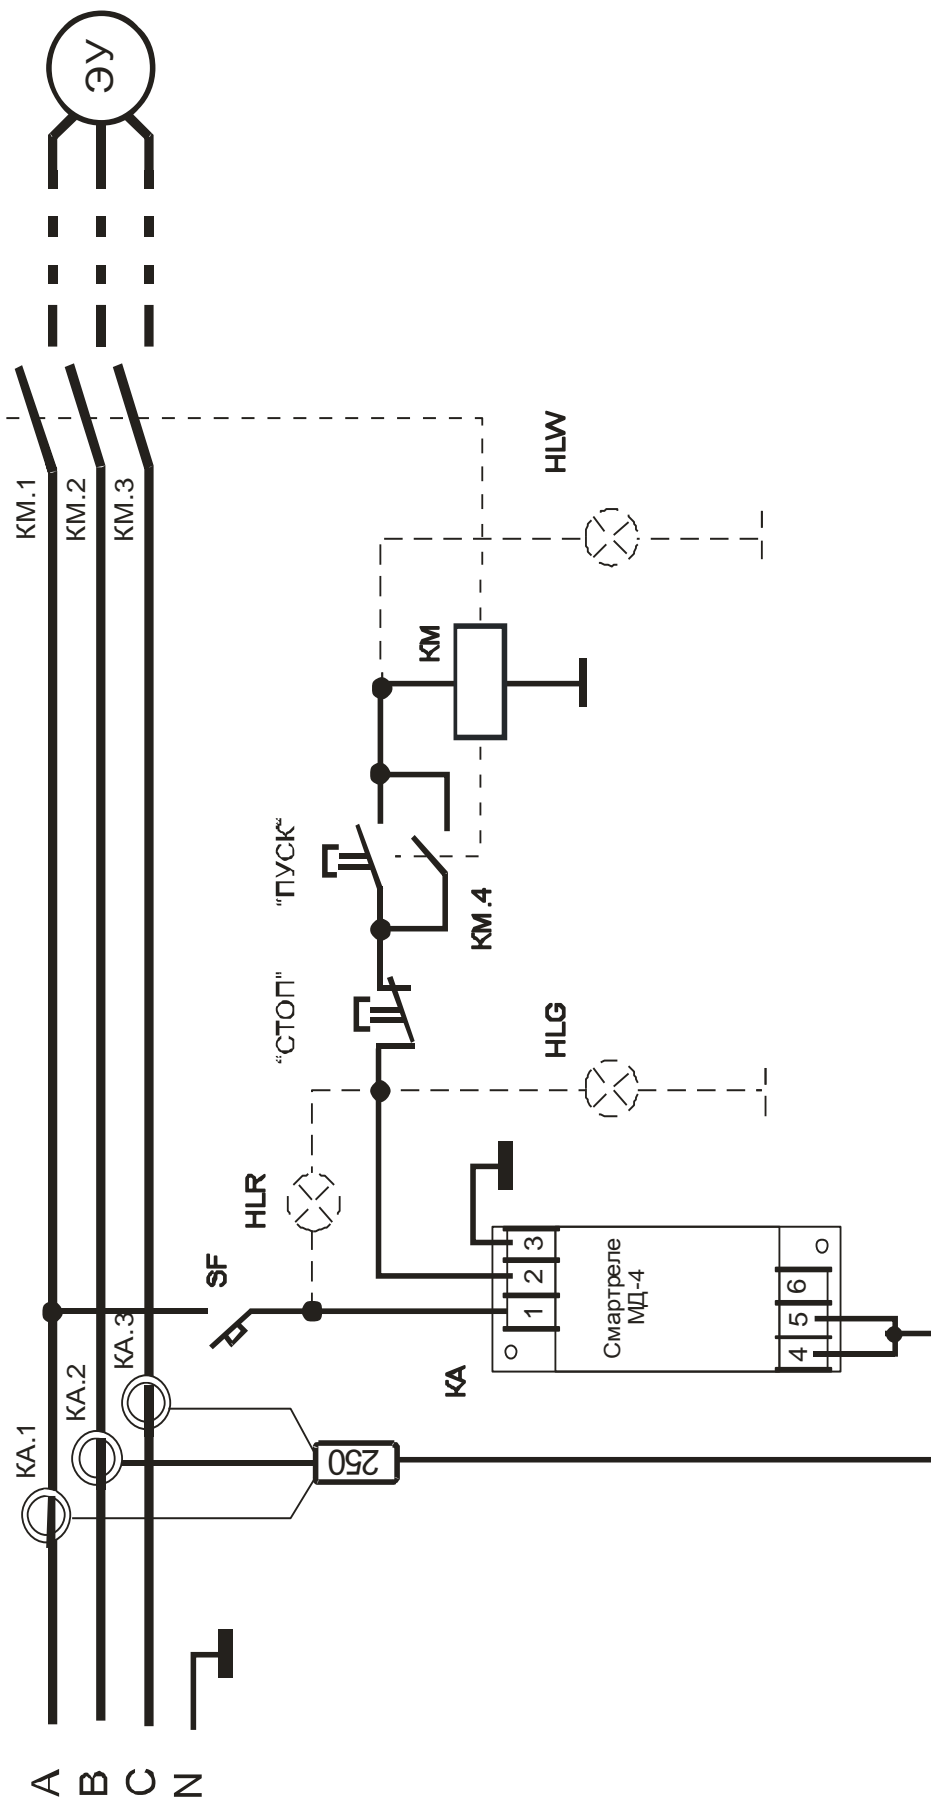 ЭУ
КМ.1
КМ.2
КМ.3
HLW
КМ
"ПУСК"
КМ.4
"СТОП"
HLG
HLR
SF
КА.1
КА.2
КА.3
250
КА
1
2
3
Смартреле
МД-4
4
5
6
A
B
C
N